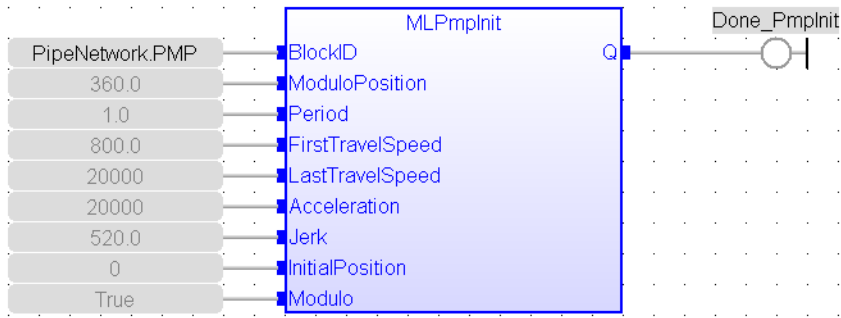 MLPmpInit
Done_PmpInit
PipeNetwork.PMP BlockID Q
360.0 ModuloPosition
1.0 Period
800.0 FirstTravelSpeed
20000 LastTravelSpeed
20000 Acceleration
520.0 Jerk
0 InitialPosition
True Modulo